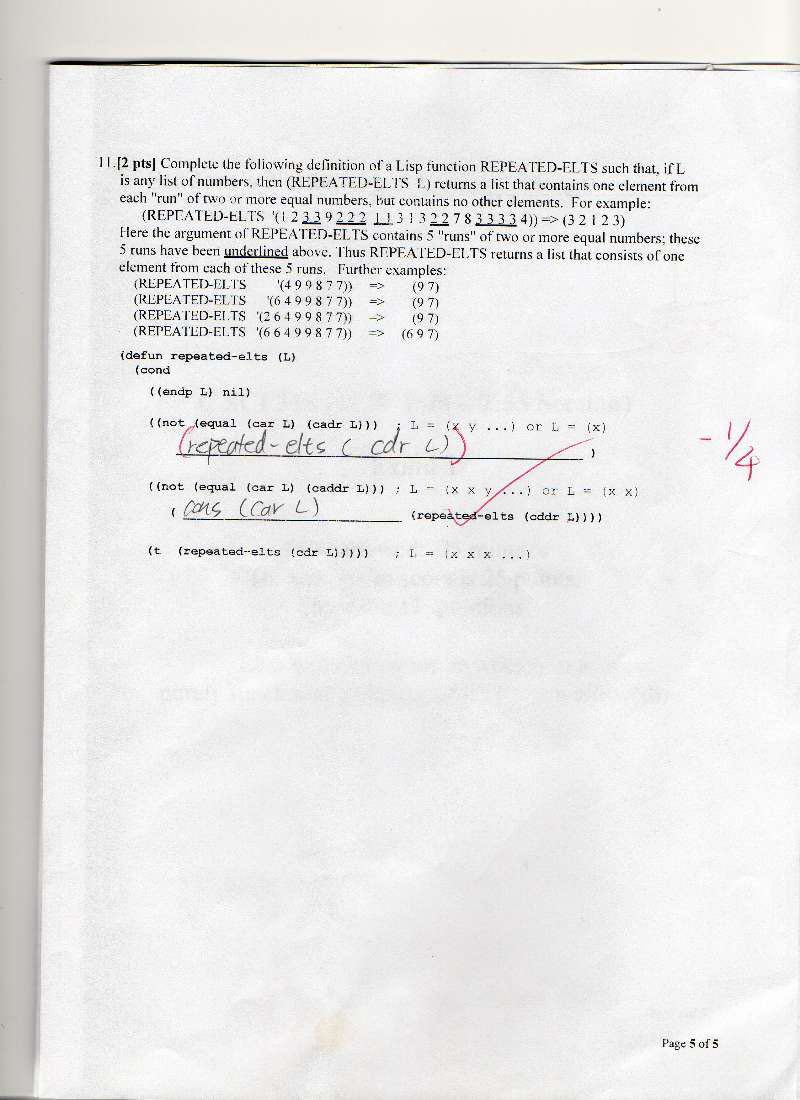 11.[2 pts] Complete the following definition of a Lisp function REPEATED-ELTS such that, if L
is any list of numbers, then (REPEATED-ELTS L) returns a list that contains one element from
each "run" of two or more equal numbers, but contains no other elements. For example:
(REPEATED-ELTS '(1 2 3 3 9 2 2 2 1 1 3 1 3 2 2 7 8 3 3 3 3 4)) => (3 2 1 2 3)
Here the argument of REPEATED-ELTS contains 5 "runs" of two or more equal numbers; these
5 runs have been underlined above. Thus REPEATED-ELTS returns a list that consists of one
element from each of these 5 runs. Further examples:
(REPEATED-ELTS '(4 9 9 8 7 7)) => (9 7)
(REPEATED-ELTS '(6 4 9 9 8 7 7)) => (9 7)
(REPEATED-ELTS '(2 6 4 9 9 8 7 7)) => (9 7)
(REPEATED-ELTS '(6 6 4 9 9 8 7 7)) => (6 9 7)
(defun repeated-elts (L)
(cond
((endp L) nil)
((not (equal (car L) (cadr L))) ; L = (x y ...) or L = (x)
(repeated-elts ( cdr L)) )
-1/4
((not (equal (car L) (caddr L))) ; L = (x x y ...) or L = (x x)
( cons (car L) (repeated-elts (cddr L))))
(t (repeated-elts (cdr L))))) ; L = (x x x ...)
Page 5 of 5